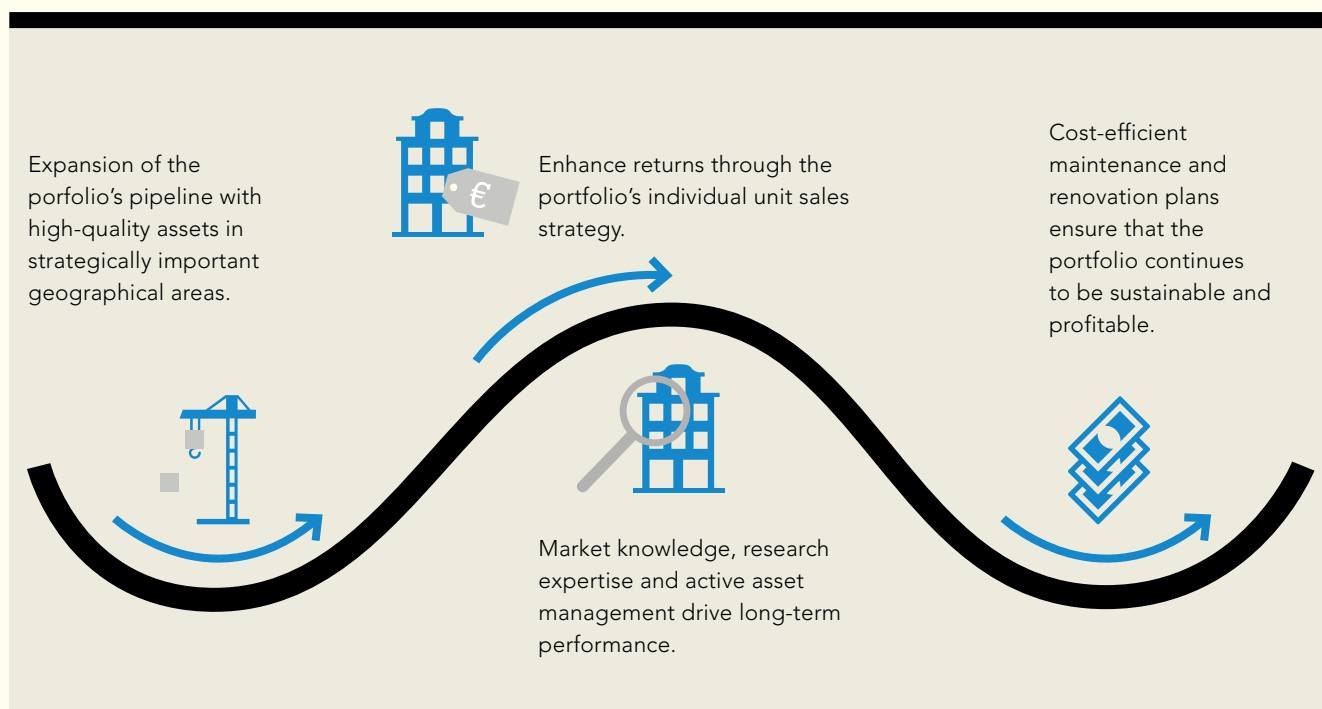 Expansion of the
porfolio's pipeline with
high-quality assets in
strategically important
geographical areas.
€
Enhance returns through the
portfolio's individual unit sales
strategy.
Market knowledge, research
expertise and active asset
management drive long-term
performance.
Cost-efficient
maintenance and
renovation plans
ensure that the
portfolio continues
to be sustainable and
profitable.